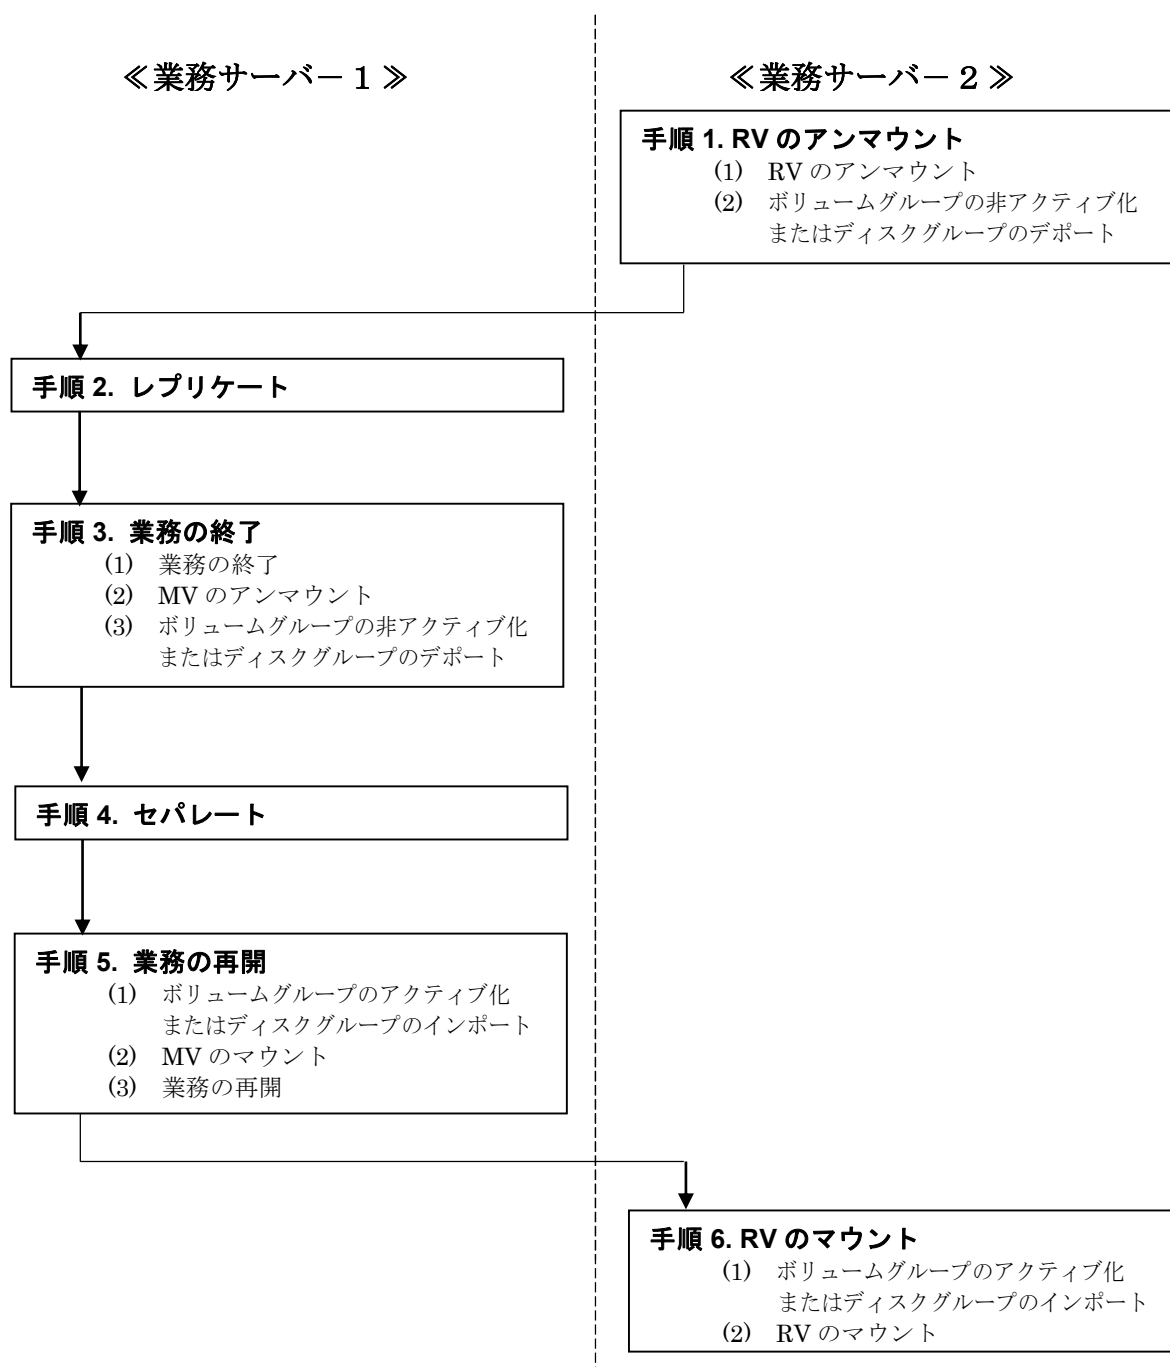 ≪業務サーバー１≫
≪業務サーバー２≫
手順 1. RV のアンマウント
(1) RV のアンマウント
(2) ボリュームグループの非アクティブ化
またはディスクグループのデポート
手順 2. レプリケート
手順 3. 業務の終了
(1) 業務の終了
(2) MV のアンマウント
(3) ボリュームグループの非アクティブ化
またはディスクグループのデポート
手順 4. セパレート
手順 5. 業務の再開
(1) ボリュームグループのアクティブ化
またはディスクグループのインポート
(2) MV のマウント
(3) 業務の再開
手順 6. RV のマウント
(1) ボリュームグループのアクティブ化
またはディスクグループのインポート
(2) RV のマウント